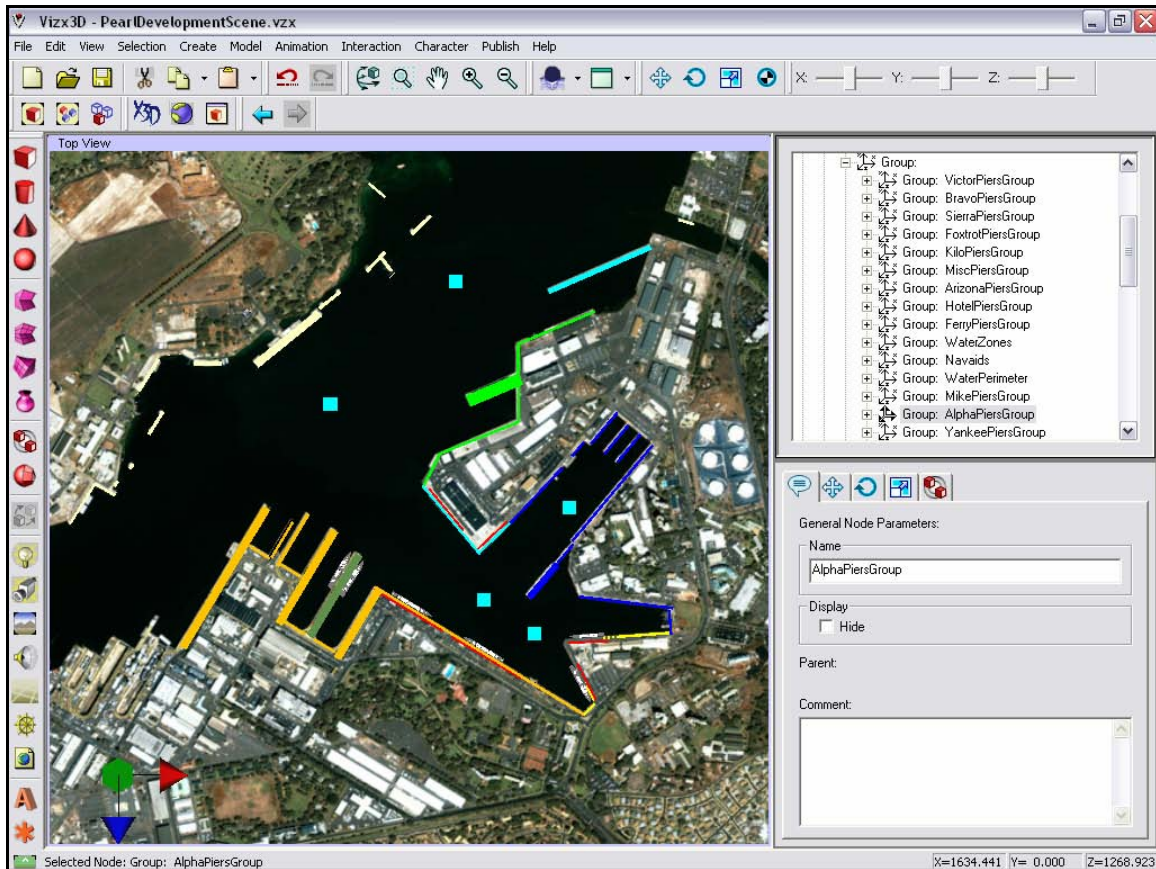 Vizx3D - PearlDevelopmentScene.vzx
File Edit View Selection Create Model Animation Interaction Character Publish Help
X: Y: Z:
X3D
Top View
Group:
Group: VictorPiersGroup
Group: BravoPiersGroup
Group: SierraPiersGroup
Group: FoxtrotPiersGroup
Group: KiloPiersGroup
Group: MiscPiersGroup
Group: ArizonaPiersGroup
Group: HotelPiersGroup
Group: FerryPiersGroup
Group: WaterZones
Group: Navaids
Group: WaterPerimeter
Group: MikePiersGroup
Group: AlphaPiersGroup
Group: YankeePiersGroup
General Node Parameters:
Name
AlphaPiersGroup
Display
Hide
Parent:
Comment:
Selected Node: Group: AlphaPiersGroup
X=1634.441 Y= 0.000 Z=1268.923